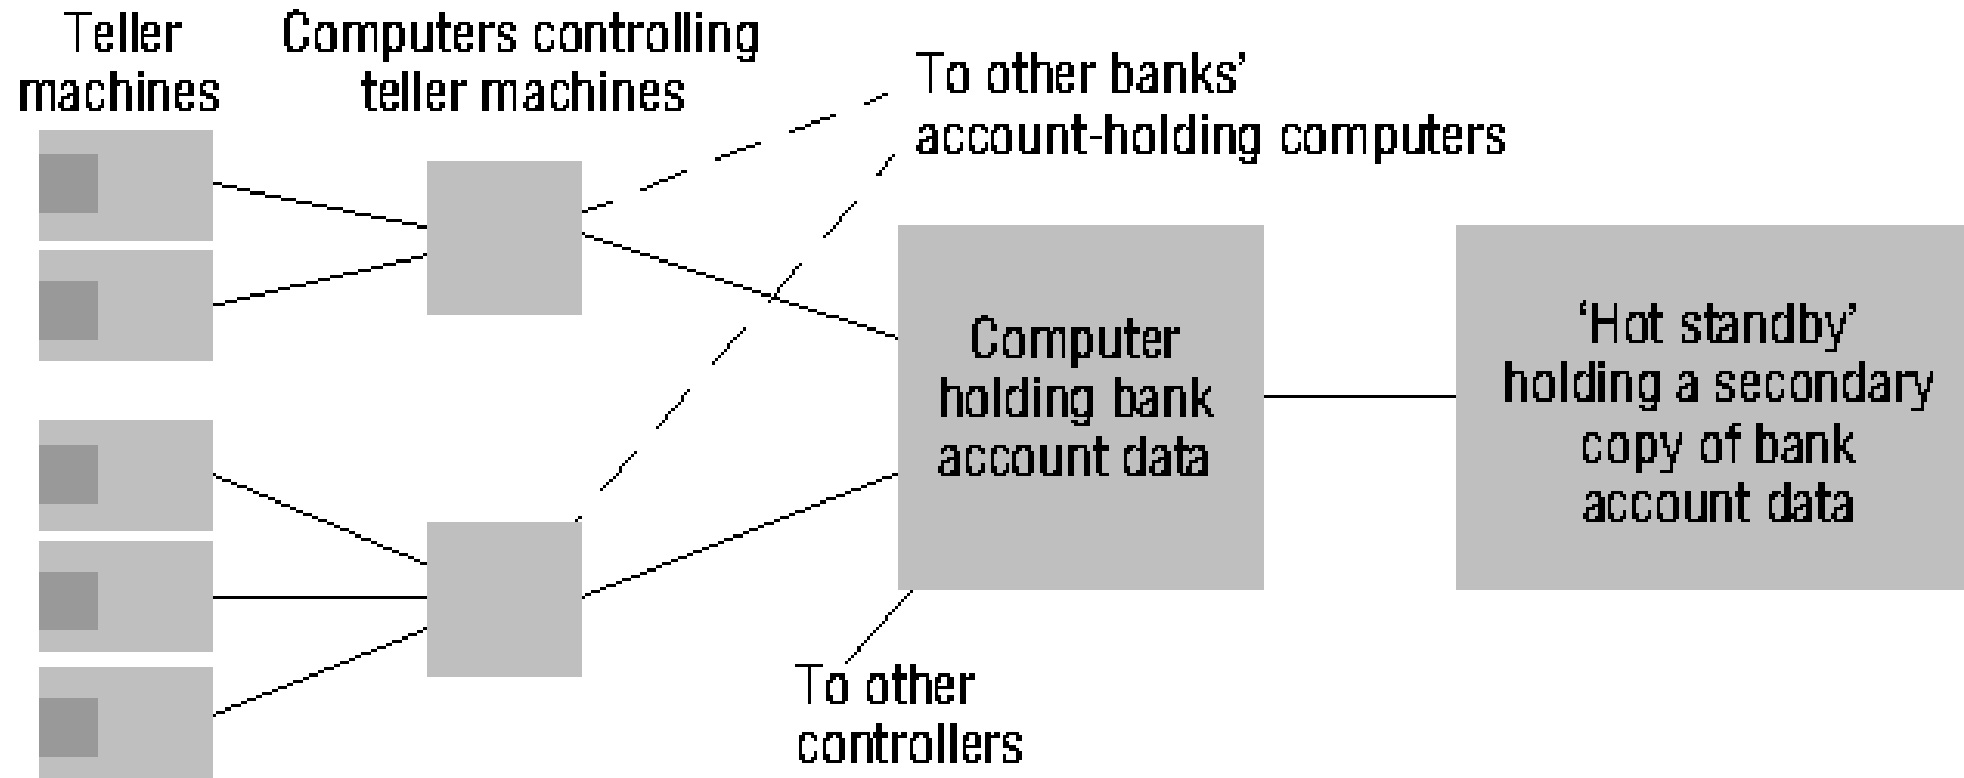 Teller
machines
Computers controlling
teller machines
To other banks’
account-holding computers
Computer
holding bank
account data
‘Hot standby’
holding a secondary
copy of bank
account data
To other
controllers